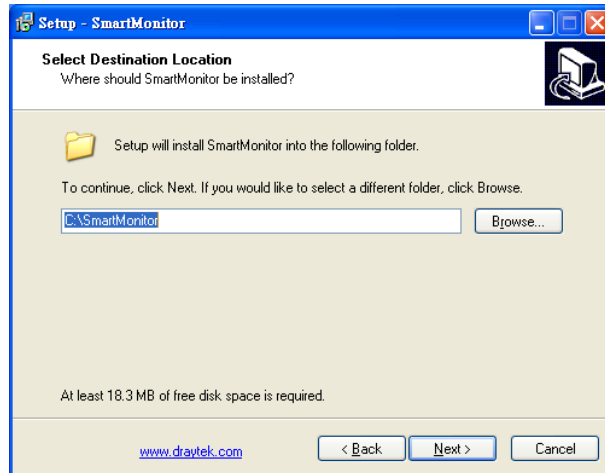 Setup - SmartMonitor
Select Destination Location
Where should SmartMonitor be installed?
Setup will install SmartMonitor into the following folder.
To continue, click Next. If you would like to select a different folder, click Browse.
C:\SmartMonitor
Browse...
At least 18.3 MB of free disk space is required.
www.draytek.com
< Back
Next >
Cancel